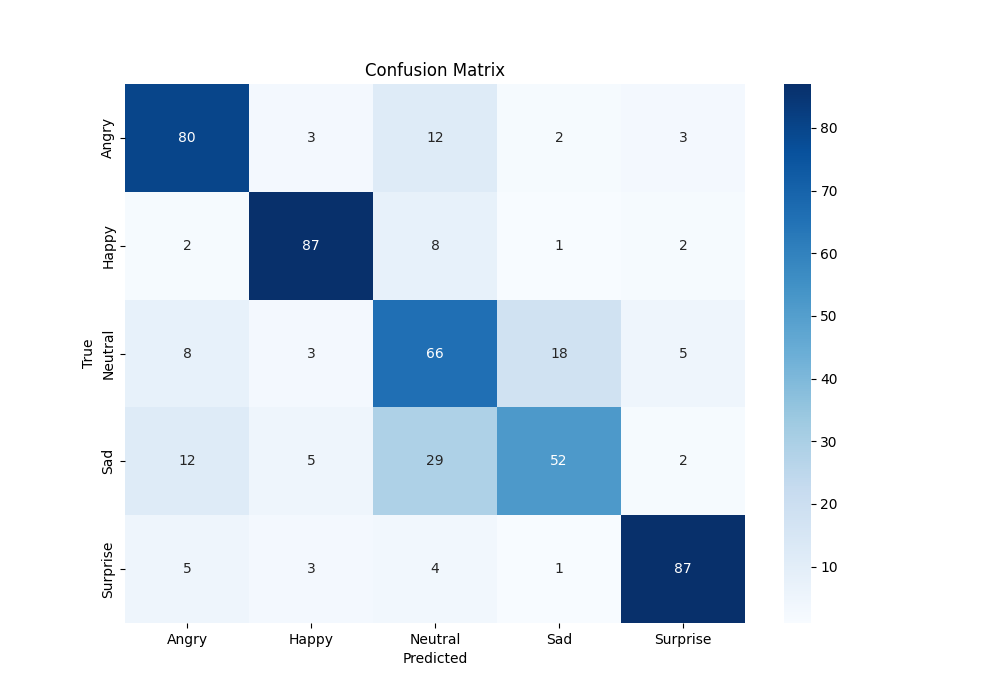 Confusion Matrix
Angry 80 3 12 2 3
Happy 2 87 8 1 2
Neutral 8 3 66 18 5
Sad 12 5 29 52 2
Surprise 5 3 4 1 87
True
Angry Happy Neutral Sad Surprise
Predicted
80
70
60
50
40
30
20
10